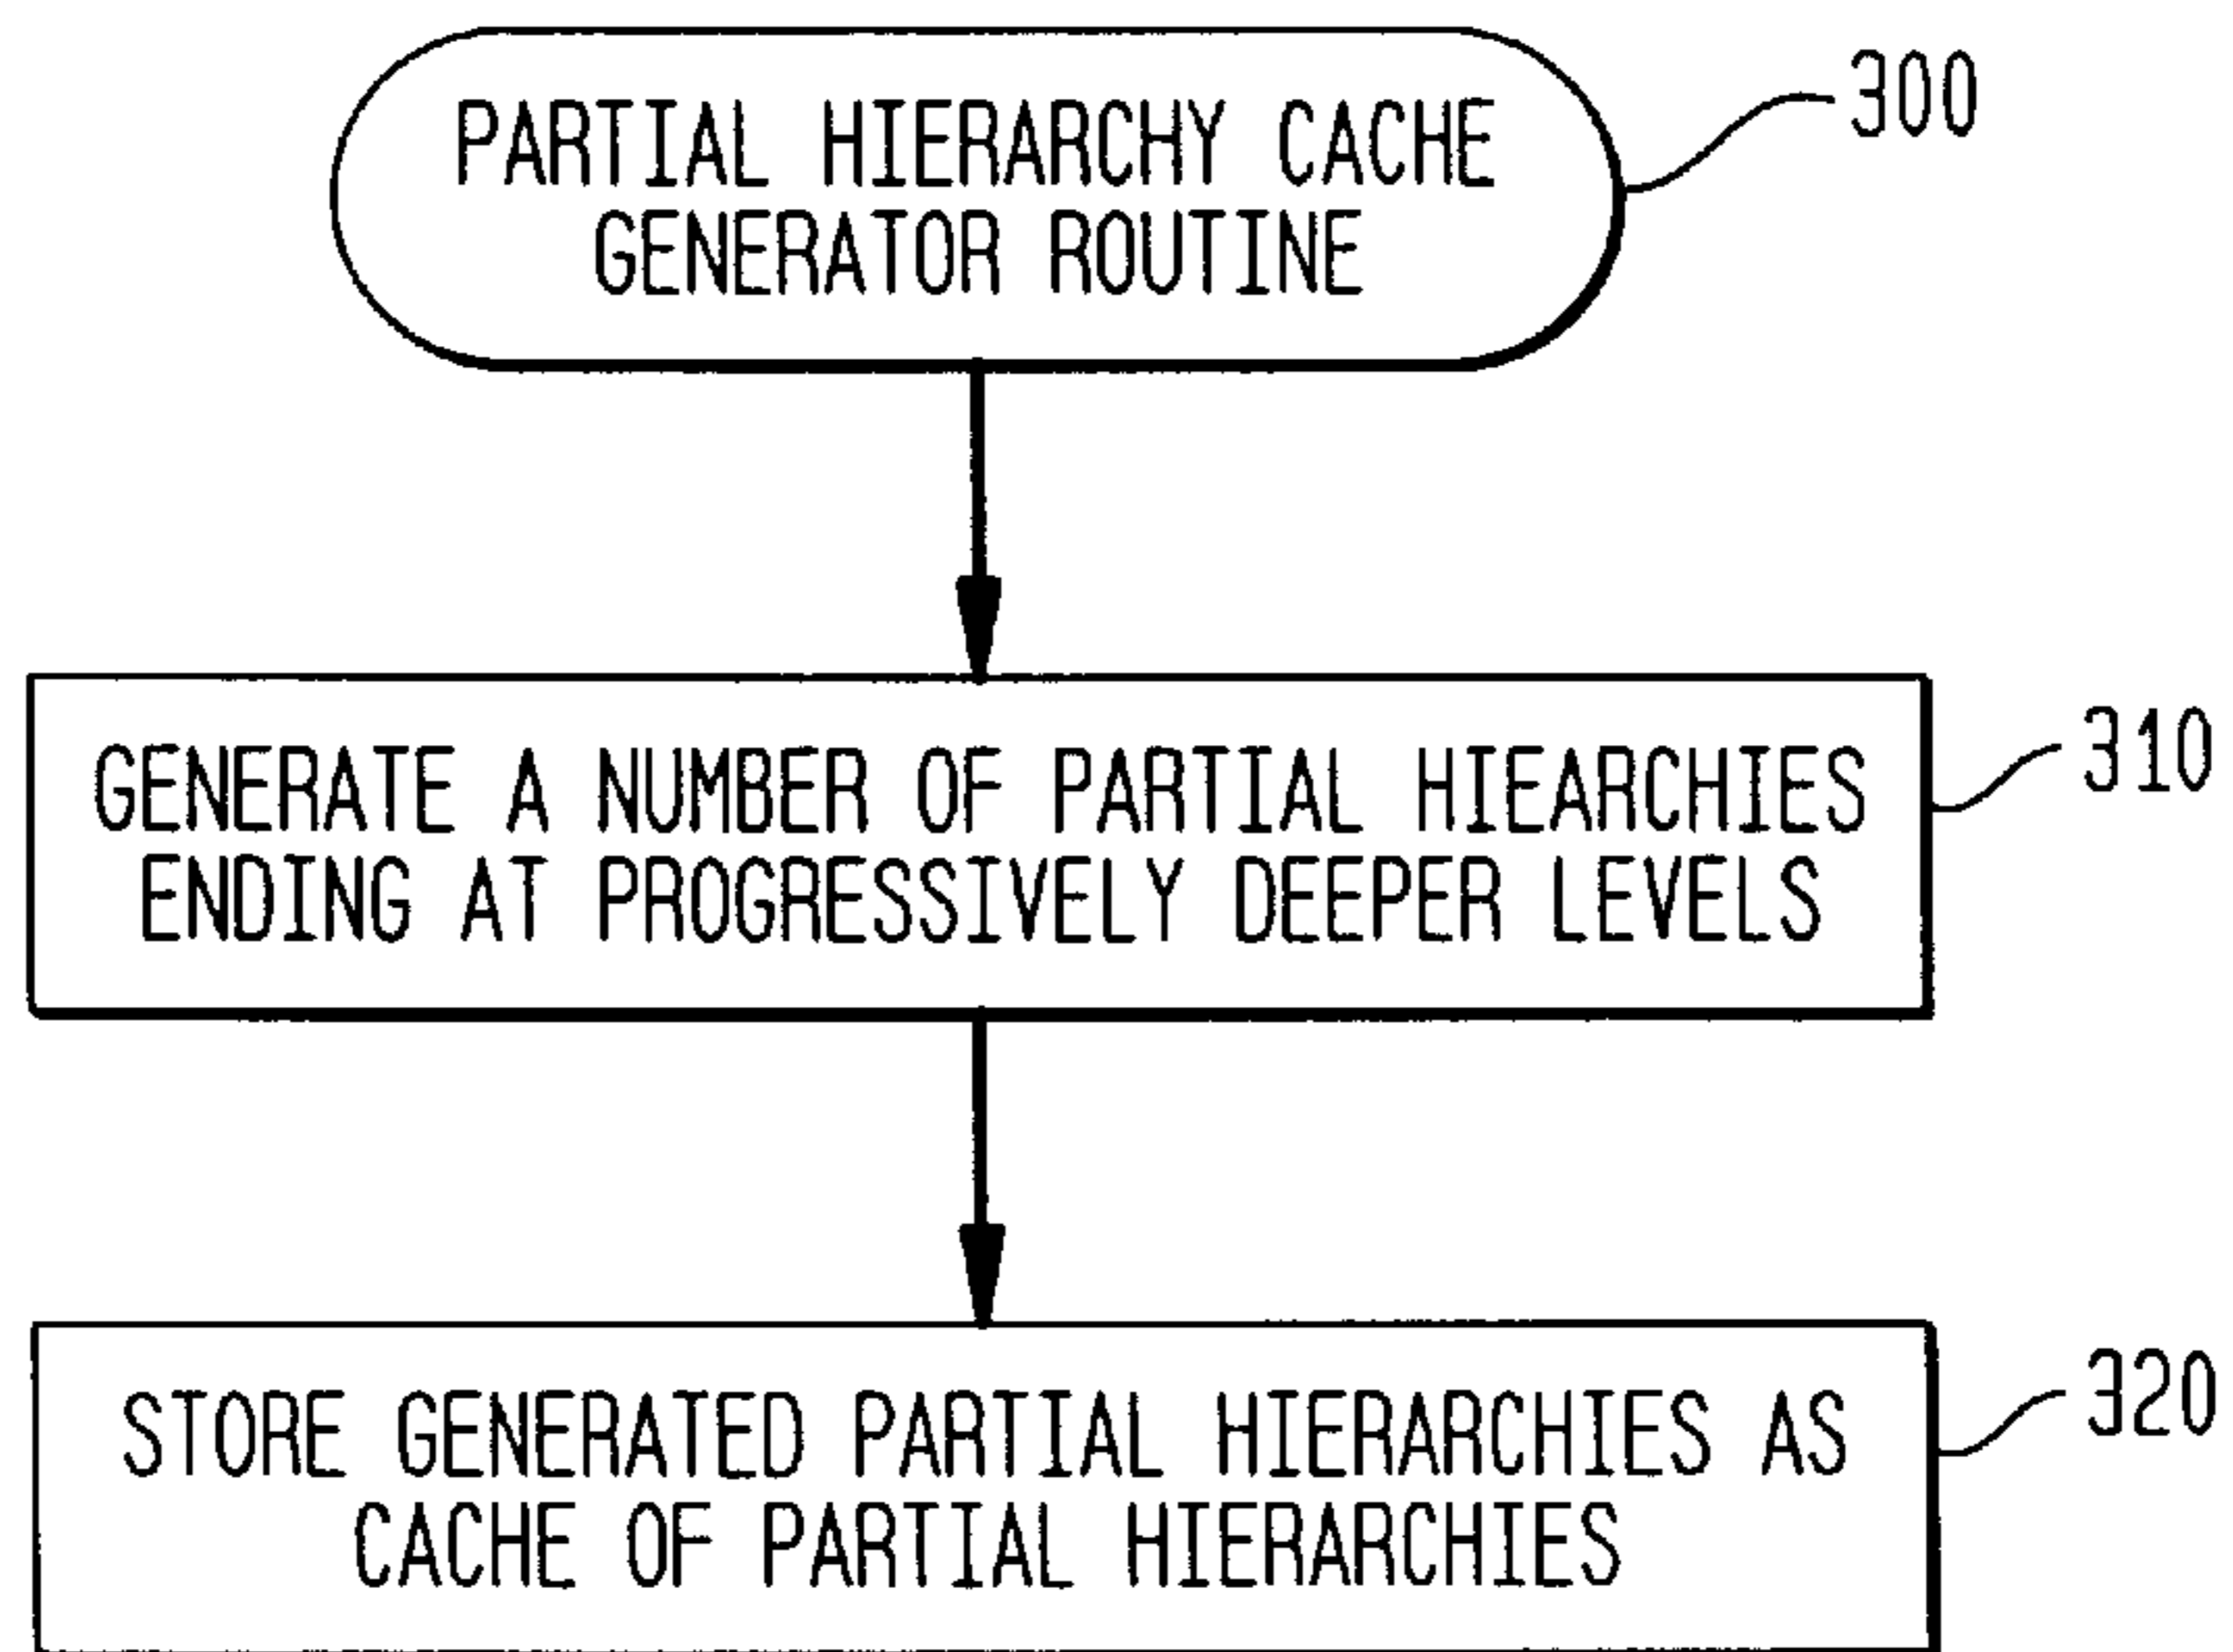 PARTIAL HIERARCHY CACHE
GENERATOR ROUTINE
300
GENERATE A NUMBER OF PARTIAL HIEARCHIES
ENDING AT PROGRESSIVELY DEEPER LEVELS
310
STORE GENERATED PARTIAL HIERARCHIES AS
CACHE OF PARTIAL HIERARCHIES
320